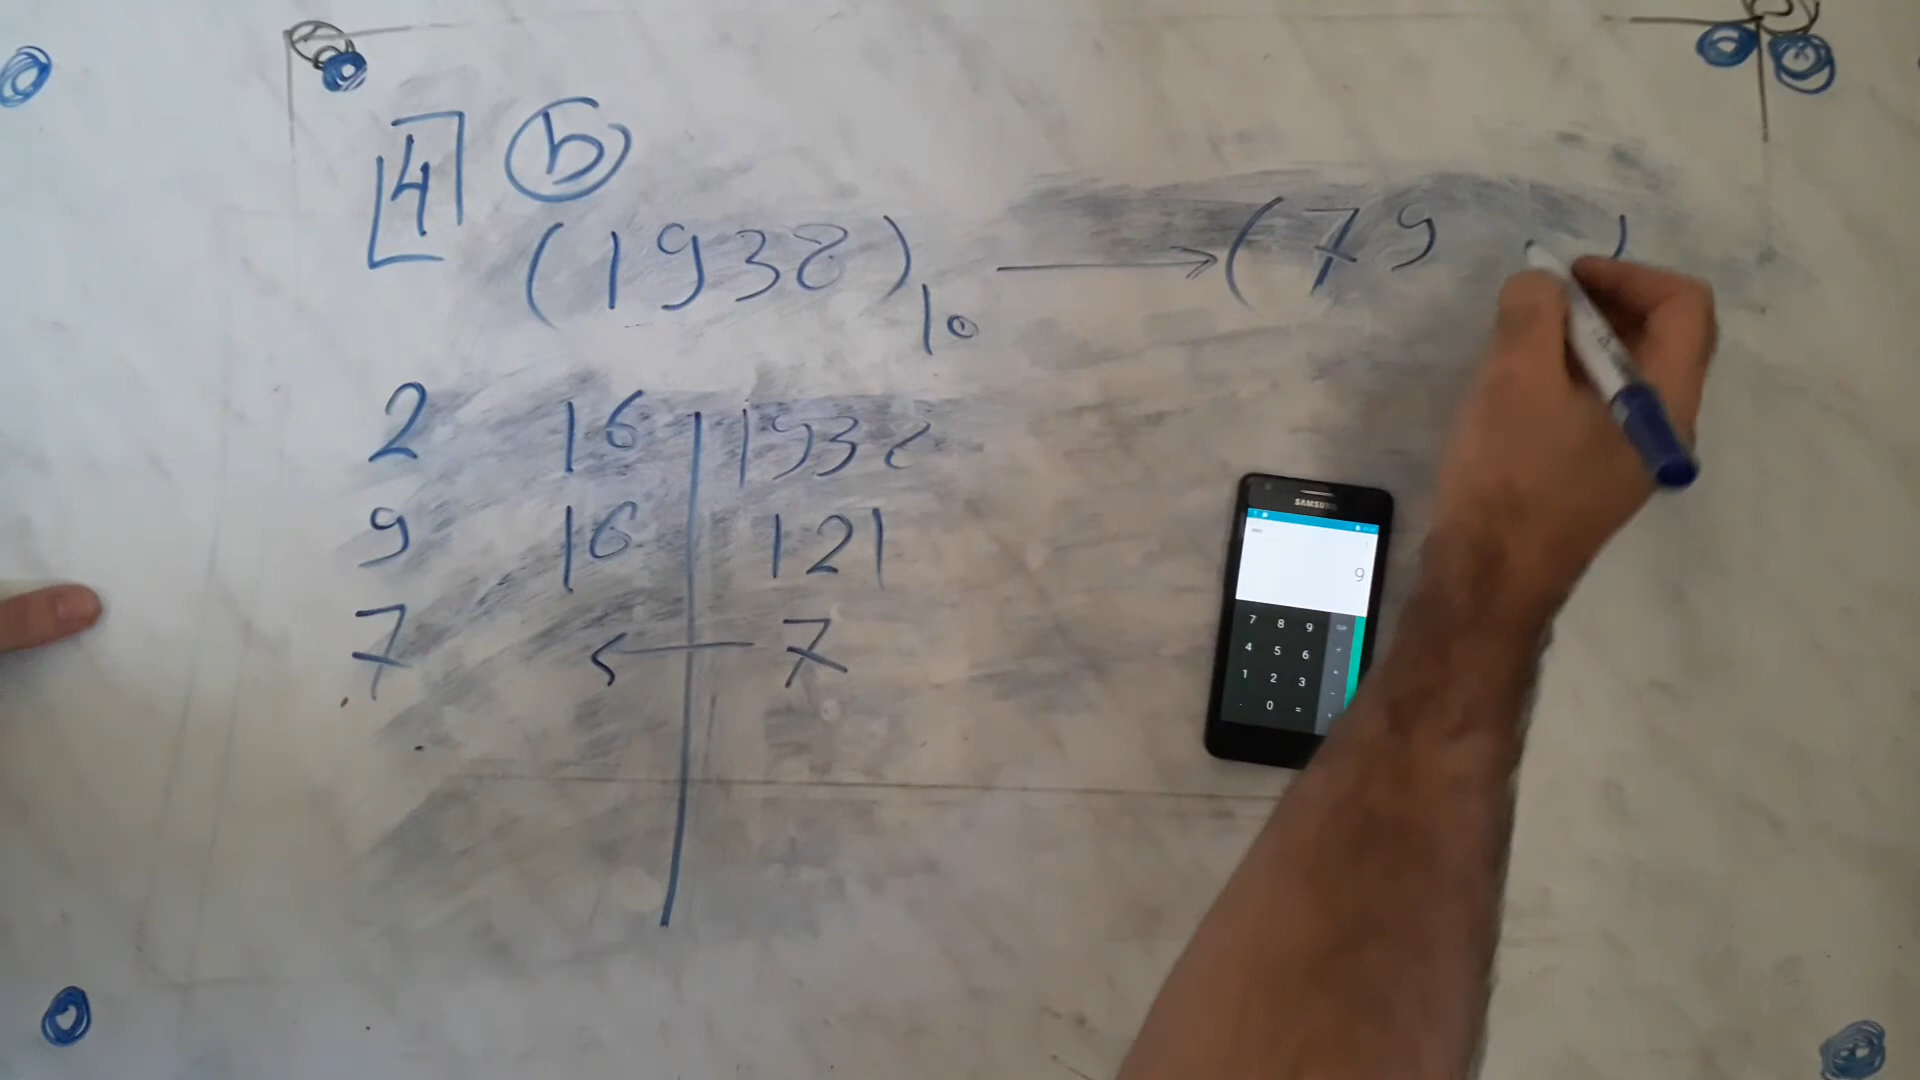 4 b
(1938)10 → (79 )
2 16 1938
9 16 121
7 ← 7
SAMSUNG
9
7 8 9
4 5 6
1 2 3
. 0 =